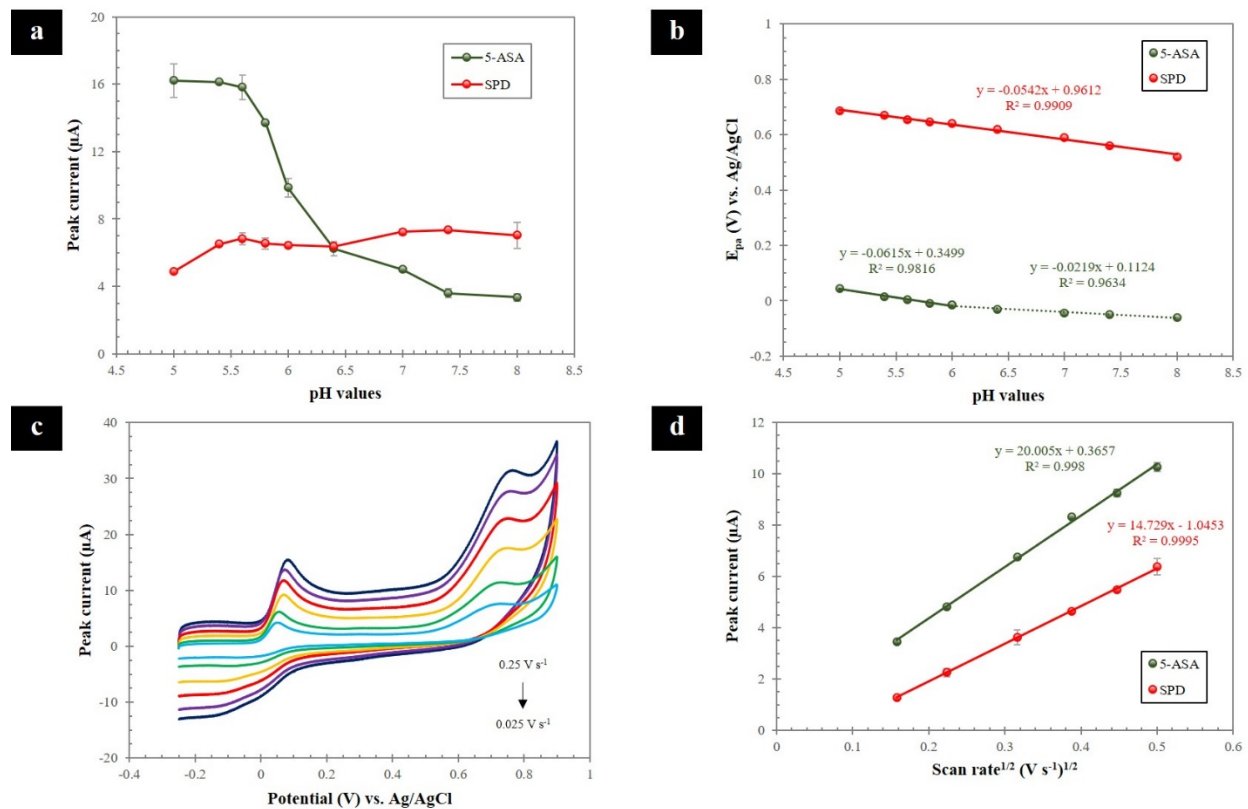 a
20
16
12
8
4
0
4.5 5 5.5 6 6.5 7 7.5 8 8.5
Peak current (µA)
pH values
5-ASA
SPD
b
1
0.8
0.6
0.4
0.2
0
-0.2
4.5 5 5.5 6 6.5 7 7.5 8 8.5
Epa (V) vs. Ag/AgCl
pH values
5-ASA
SPD
y = -0.0542x + 0.9612
R² = 0.9909
y = -0.0615x + 0.3499
R² = 0.9816
y = -0.0219x + 0.1124
R² = 0.9634
c
40
30
20
10
0
-10
-20
-0.4 -0.2 0 0.2 0.4 0.6 0.8 1
Peak current (µA)
Potential (V) vs. Ag/AgCl
0.25 V s-1
0.025 V s-1
d
12
10
8
6
4
2
0
0 0.1 0.2 0.3 0.4 0.5 0.6
Peak current (µA)
Scan rate1/2 (V s-1)1/2
y = 20.005x + 0.3657
R² = 0.998
y = 14.729x - 1.0453
R² = 0.9995
5-ASA
SPD